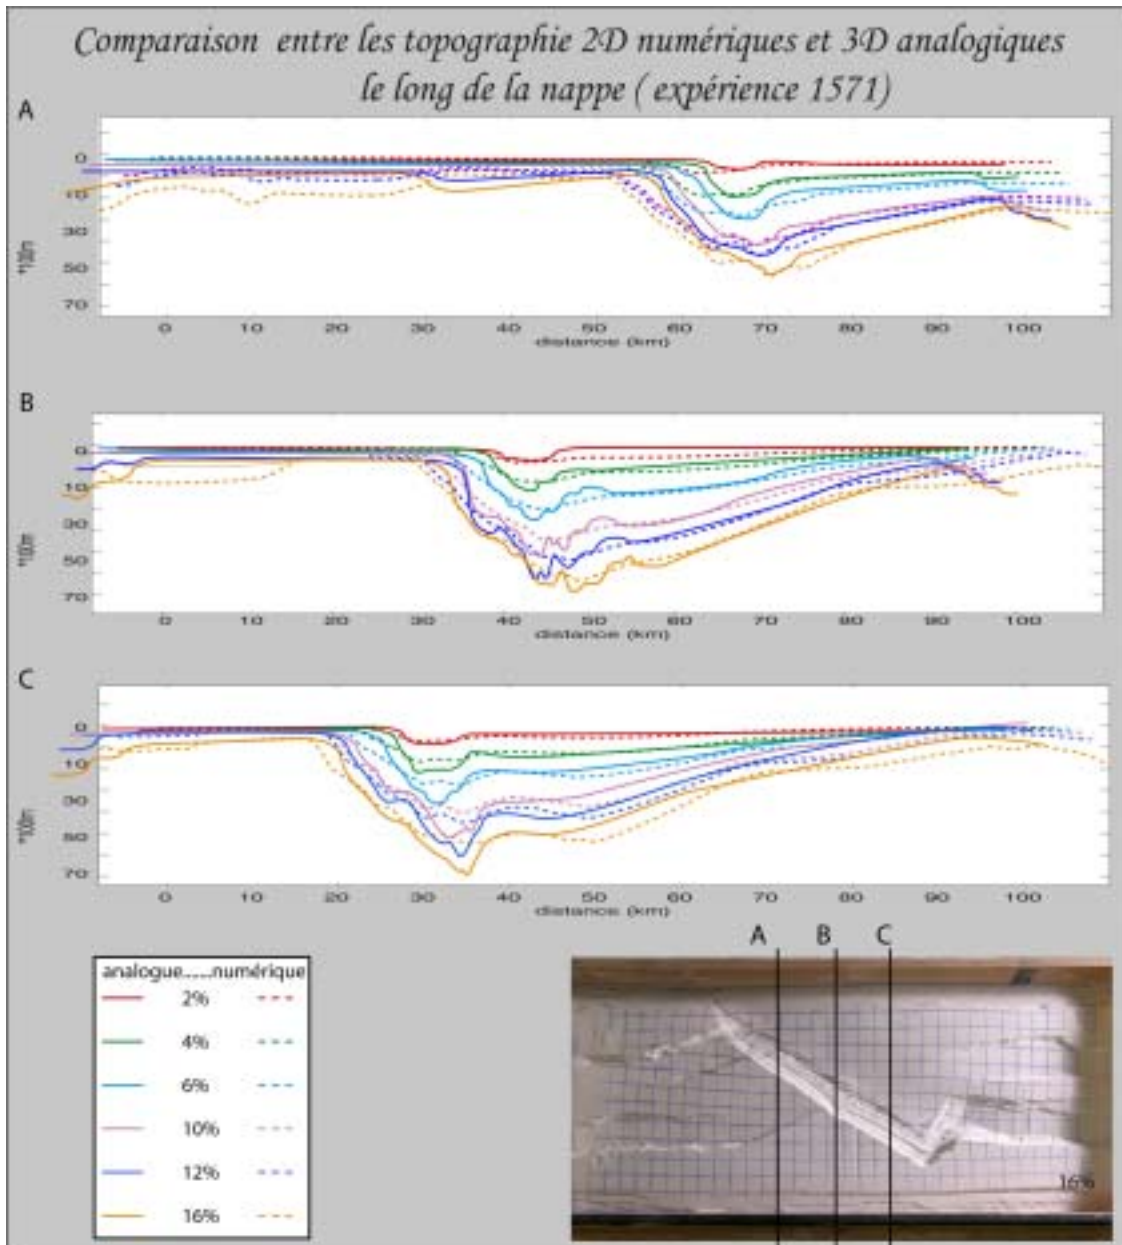 Comparaison entre les topographie 2D numériques et 3D analogiques
le long de la nappe ( expérience 1571)
A
0
10
30
50
70
*100m
0 10 20 30 40 50 60 70 80 90 100
distance (km)
B
0
10
30
50
70
*100m
0 10 20 30 40 50 60 70 80 90 100
distance (km)
C
0
10
30
50
70
*100m
0 10 20 30 40 50 60 70 80 90 100
distance (km)
analogue......numérique
2%
4%
6%
10%
12%
16%
A B C
16%